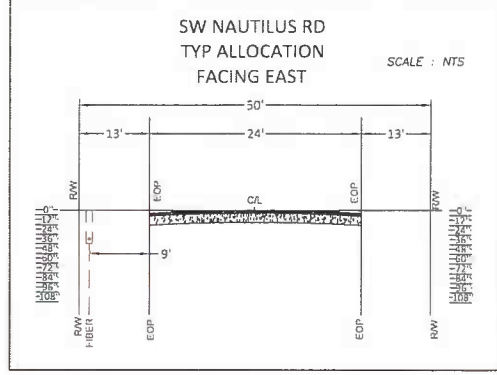 SW NAUTILUS RD
TYP ALLOCATION
FACING EAST
SCALE : NTS
50'
13' 24' 13'
R/W EOP C/L EOP R/W
0" 0"
12" 12"
24" 24"
36" 36"
48" 48"
60" 60"
72" 72"
84" 84"
96" 96"
108" 108"
9'
R/W FIBER EOP EOP R/W